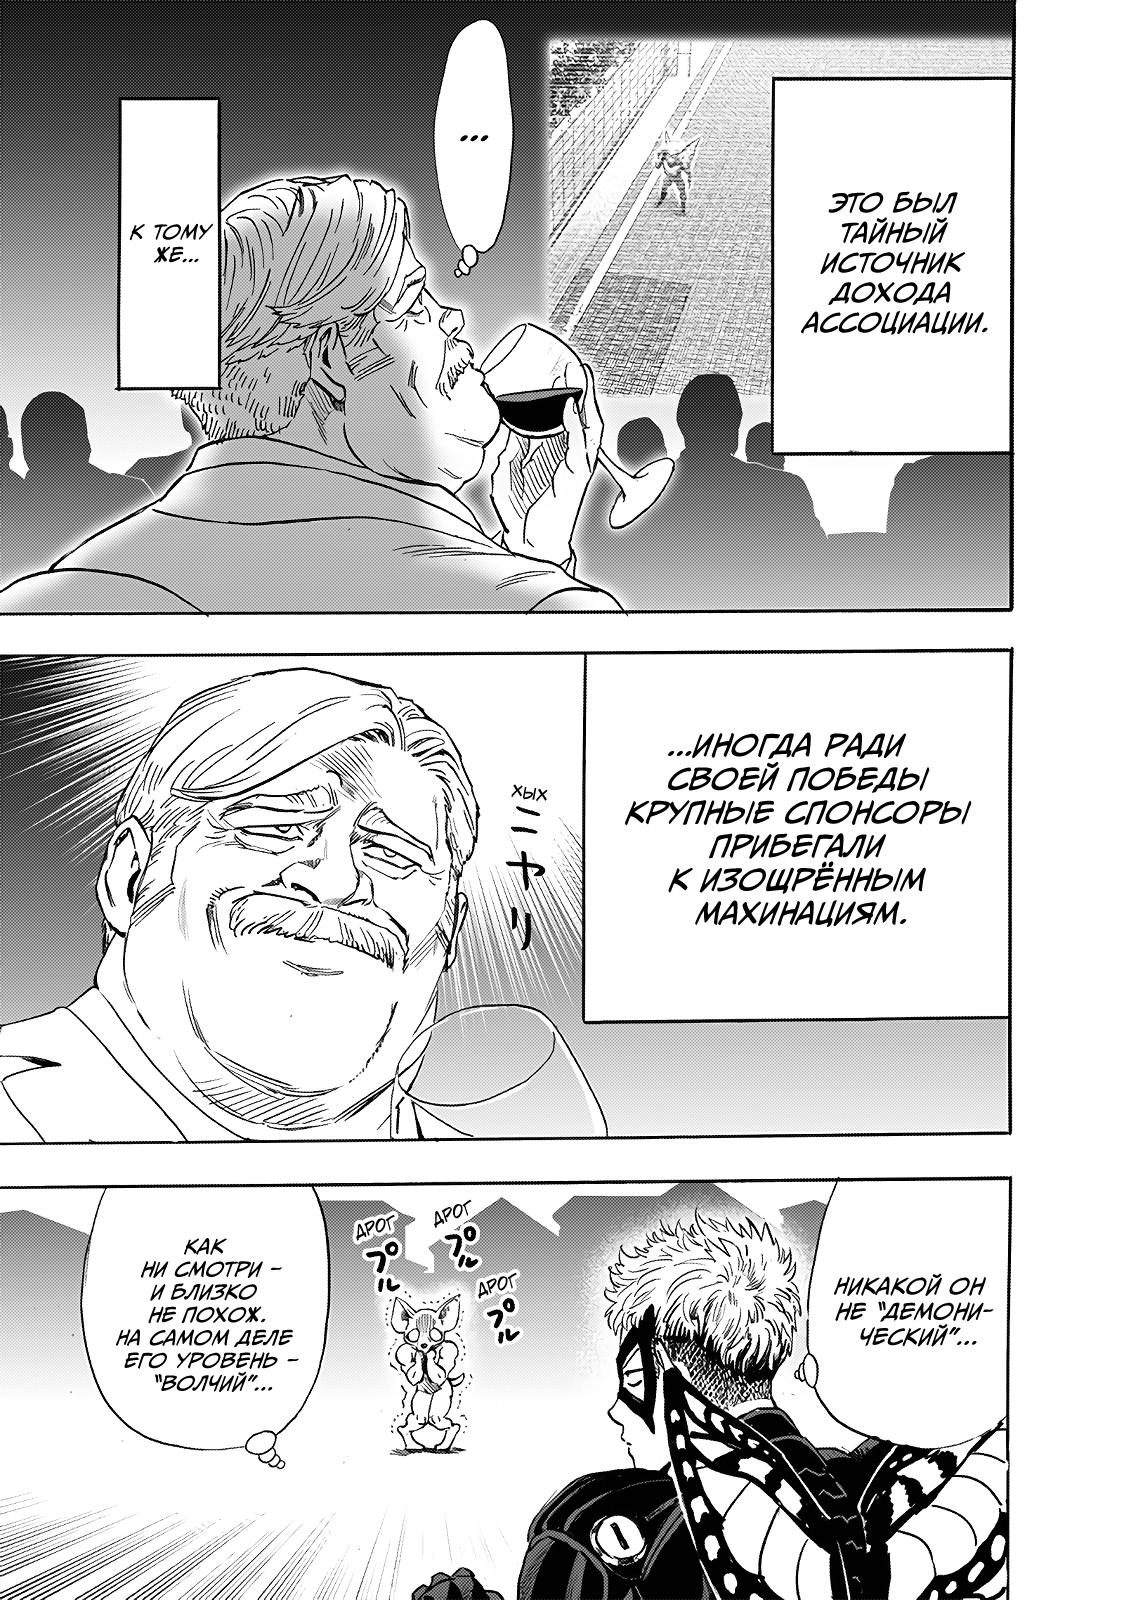 ЭТО БЫЛ
ТАЙНЫЙ
ИСТОЧНИК
ДОХОДА
АССОЦИАЦИИ.
...
К ТОМУ
ЖЕ...
...ИНОГДА РАДИ
СВОЕЙ ПОБЕДЫ
КРУПНЫЕ СПОНСОРЫ
ПРИБЕГАЛИ
К ИЗОЩРЁННЫМ
МАХИНАЦИЯМ.
ХЫХ
ニヤリ
НИКАКОЙ ОН
НЕ "ДЕМОНИ-
ЧЕСКИЙ"...
ДРОГ
プル
ДРОГ
プル
ДРОГ
プル
КАК
НИ СМОТРИ –
И БЛИЗКО
НЕ ПОХОЖ.
НА САМОМ ДЕЛЕ
ЕГО УРОВЕНЬ –
"ВОЛЧИЙ"...